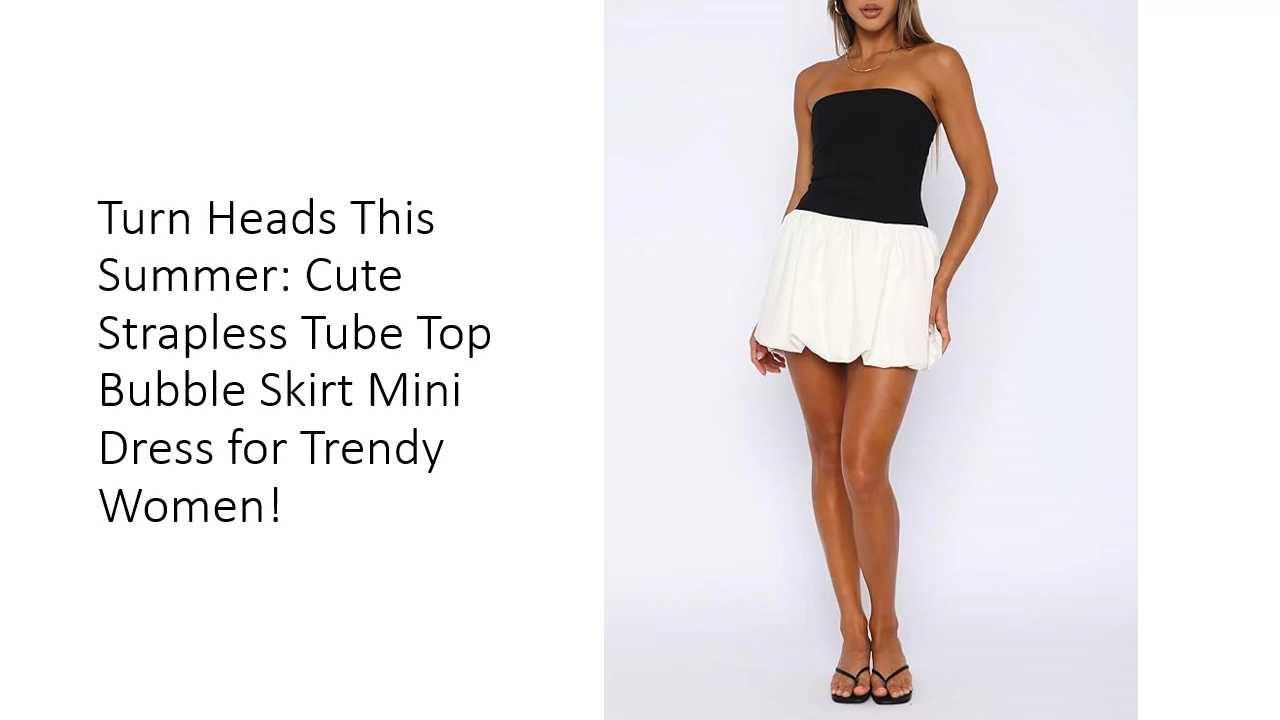 Turn Heads This
Summer: Cute
Strapless Tube Top
Bubble Skirt Mini
Dress for Trendy
Women!